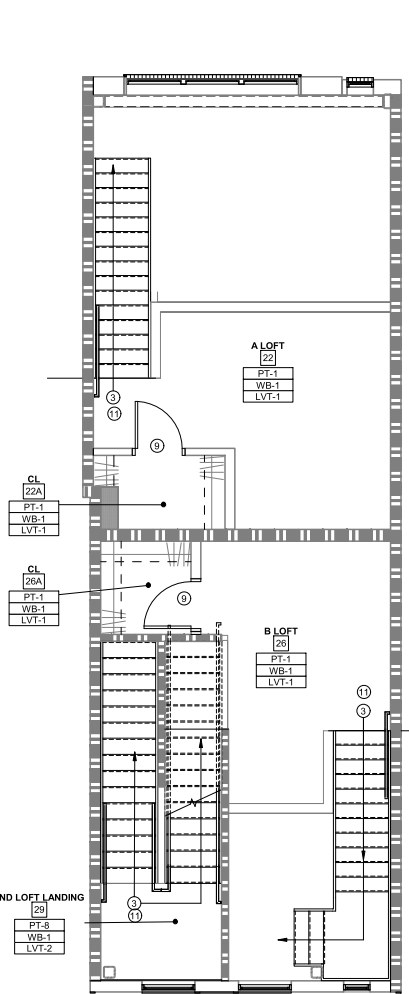 A LOFT
22
PT-1
WB-1
LVT-1
3
11
9
CL
22A
PT-1
WB-1
LVT-1
CL
26A
PT-1
WB-1
LVT-1
9
B LOFT
26
PT-1
WB-1
LVT-1
11
3
ND LOFT LANDING
29
PT-8
WB-1
LVT-2
3
11